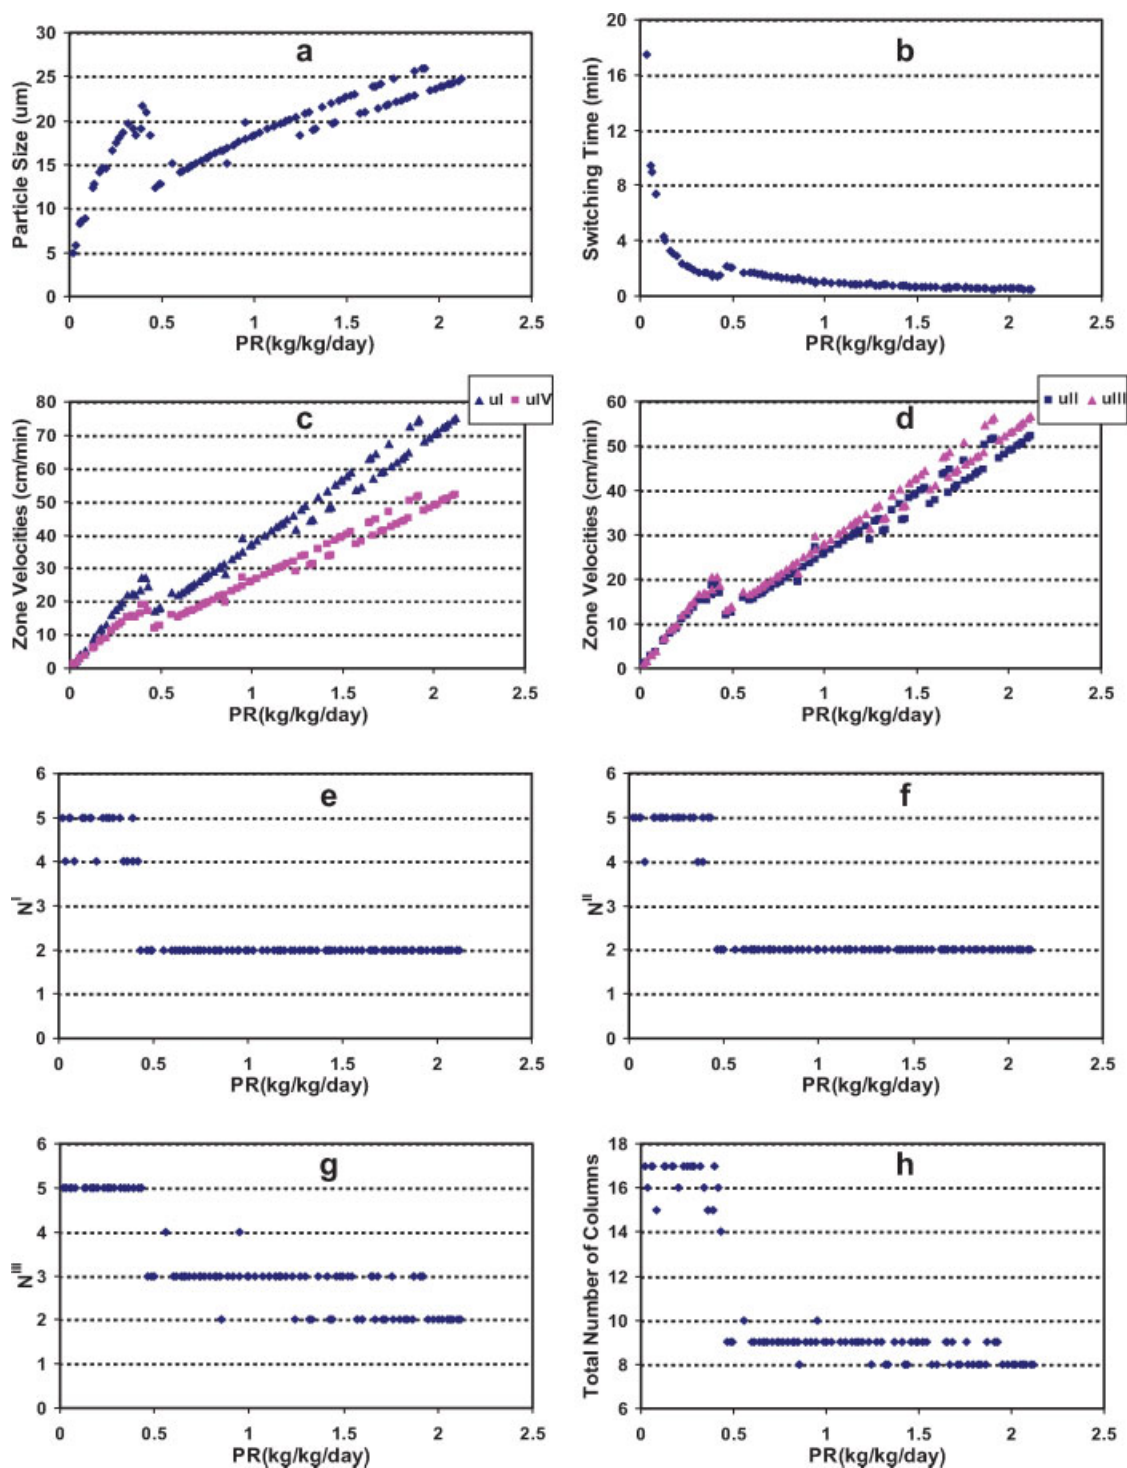 a
Particle Size (um)
30
25
20
15
10
5
0
0 0.5 1 1.5 2 2.5
PR(kg/kg/day)
b
Switching Time (min)
20
16
12
8
4
0
0 0.5 1 1.5 2 2.5
PR(kg/kg/day)
uI uIV
c
Zone Velocities (cm/min)
80
70
60
50
40
30
20
10
0
0 0.5 1 1.5 2 2.5
PR(kg/kg/day)
uII uIII
d
Zone Velocities (cm/min)
60
50
40
30
20
10
0
0 0.5 1 1.5 2 2.5
PR(kg/kg/day)
e
N^I
6
5
4
3
2
1
0
0 0.5 1 1.5 2 2.5
PR(kg/kg/day)
f
N^II
6
5
4
3
2
1
0
0 0.5 1 1.5 2 2.5
PR(kg/kg/day)
g
N^III
6
5
4
3
2
1
0
0 0.5 1 1.5 2 2.5
PR(kg/kg/day)
h
Total Number of Columns
18
16
14
12
10
8
6
0 0.5 1 1.5 2 2.5
PR(kg/kg/day)